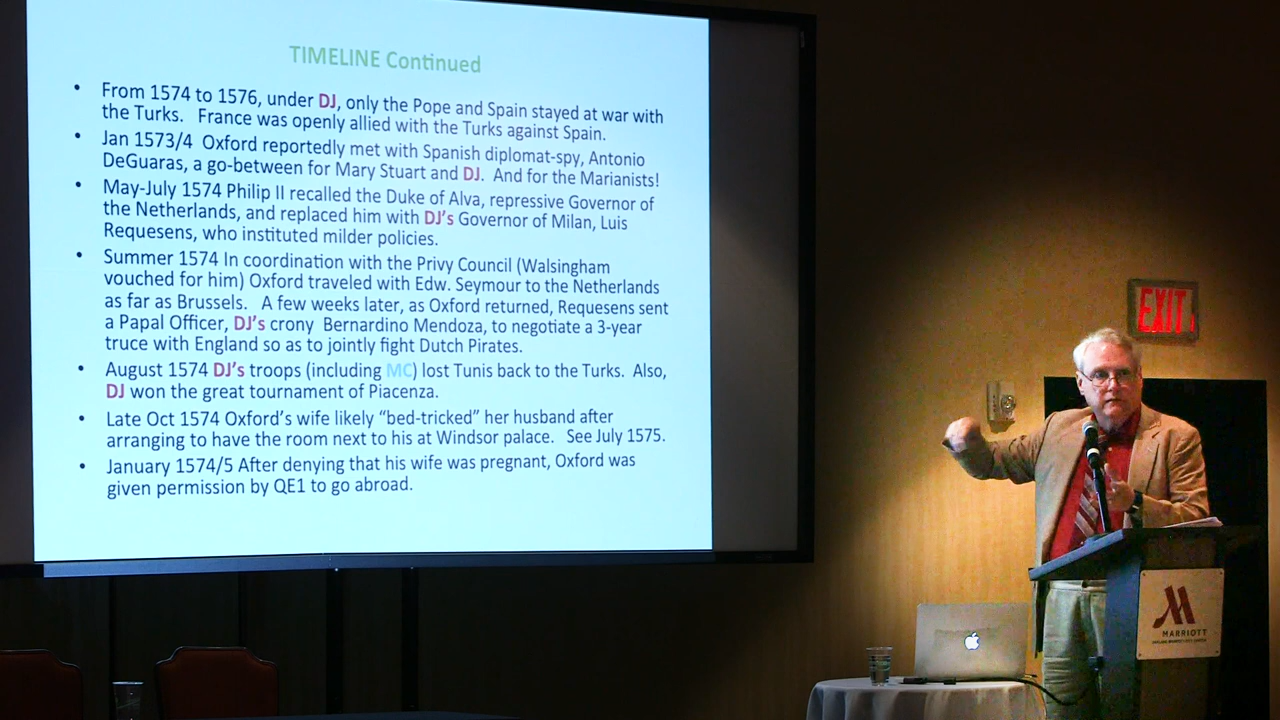 TIMELINE Continued
• From 1574 to 1576, under DJ, only the Pope and Spain stayed at war with
the Turks. France was openly allied with the Turks against Spain.
• Jan 1573/4 Oxford reportedly met with Spanish diplomat-spy, Antonio
DeGuaras, a go-between for Mary Stuart and DJ. And for the Marianists!
• May-July 1574 Philip II recalled the Duke of Alva, repressive Governor of
the Netherlands, and replaced him with DJ's Governor of Milan, Luis
Requesens, who instituted milder policies.
• Summer 1574 In coordination with the Privy Council (Walsingham
vouched for him) Oxford traveled with Edw. Seymour to the Netherlands
as far as Brussels. A few weeks later, as Oxford returned, Requesens sent
a Papal Officer, DJ's crony Bernardino Mendoza, to negotiate a 3-year
truce with England so as to jointly fight Dutch Pirates.
• August 1574 DJ's troops (including MC) lost Tunis back to the Turks. Also,
DJ won the great tournament of Piacenza.
• Late Oct 1574 Oxford's wife likely “bed-tricked” her husband after
arranging to have the room next to his at Windsor palace. See July 1575.
• January 1574/5 After denying that his wife was pregnant, Oxford was
given permission by QE1 to go abroad.
EXIT
MARRIOTT